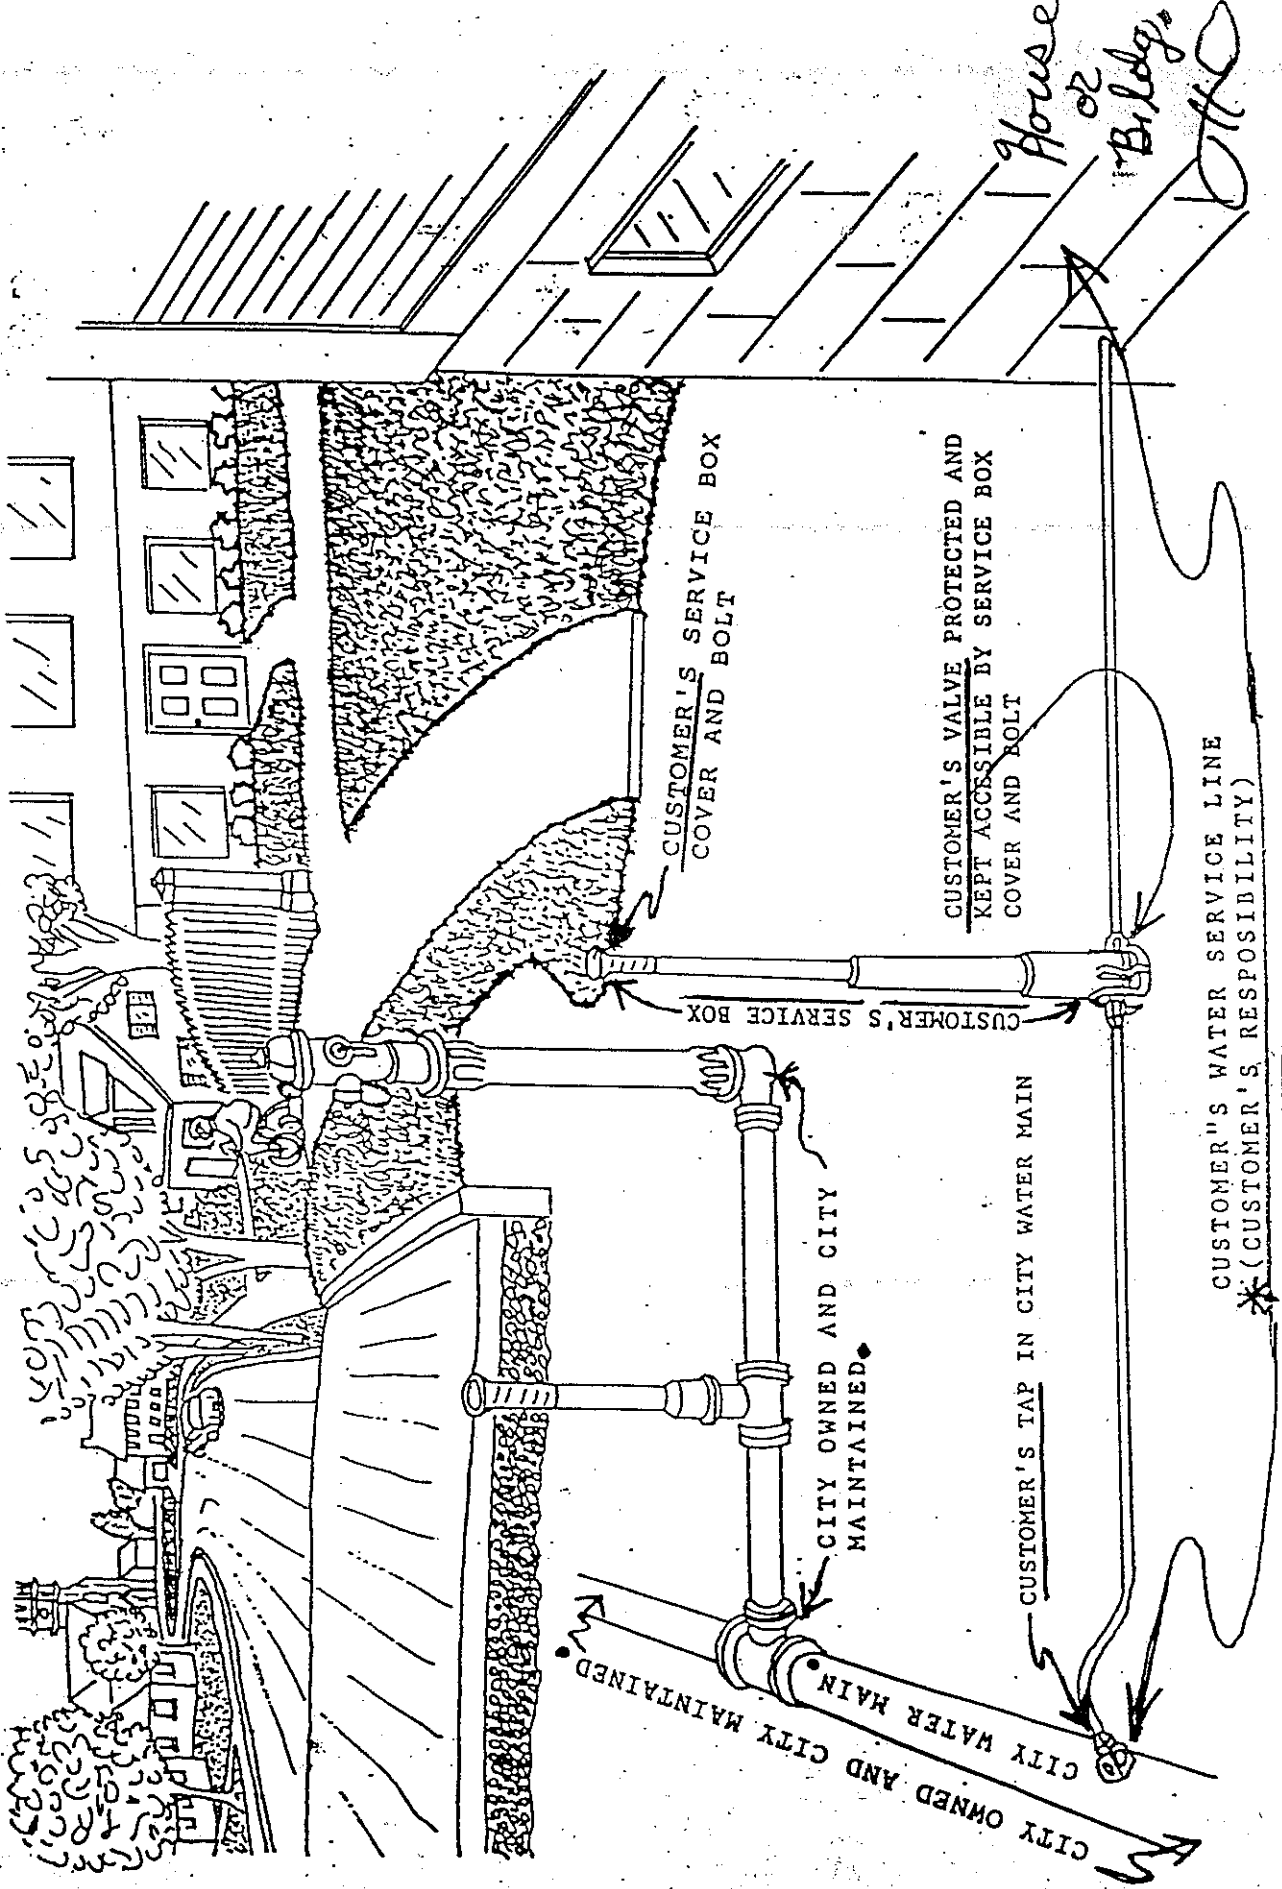 House
or
Bildg.
CUSTOMER'S SERVICE BOX
COVER AND BOLT
CUSTOMER'S VALVE PROTECTED AND
KEPT ACCESSIBLE BY SERVICE BOX
COVER AND BOLT
CUSTOMER'S SERVICE BOX
CITY OWNED AND CITY
MAINTAINED
CITY OWNED AND CITY MAINTAINED
CITY WATER MAIN
CUSTOMER'S TAP IN CITY WATER MAIN
CUSTOMER"S WATER SERVICE LINE
*(CUSTOMER'S RESPOSIBILITY)